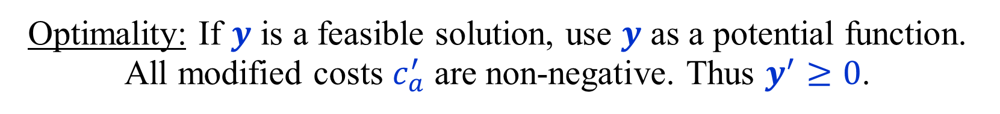 Optimality: If y is a feasible solution, use y as a potential function.
All modified costs c′ₐ are non-negative. Thus y′ ≥ 0.